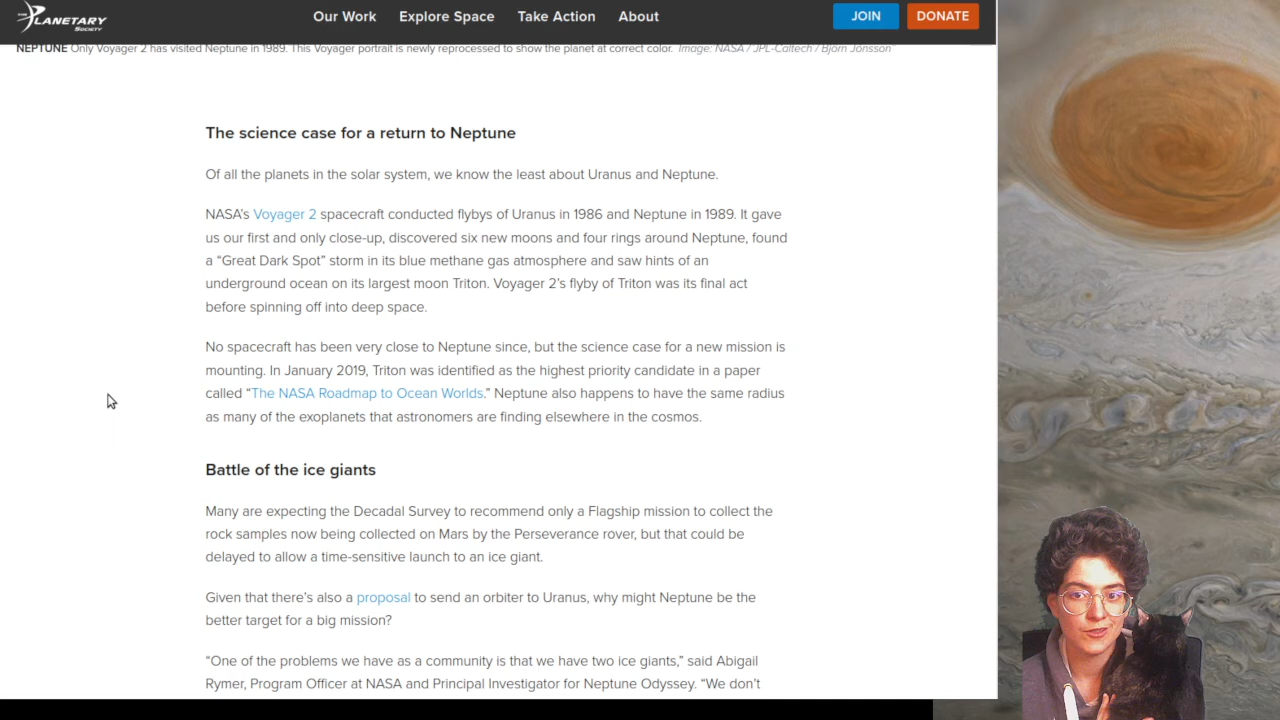 THE PLANETARY SOCIETY
Our Work Explore Space Take Action About JOIN DONATE
NEPTUNE Only Voyager 2 has visited Neptune in 1989. This Voyager portrait is newly reprocessed to show the planet at correct color. Image: NASA / JPL-Caltech / Björn Jónsson
The science case for a return to Neptune
Of all the planets in the solar system, we know the least about Uranus and Neptune.
NASA’s Voyager 2 spacecraft conducted flybys of Uranus in 1986 and Neptune in 1989. It gave
us our first and only close-up, discovered six new moons and four rings around Neptune, found
a “Great Dark Spot” storm in its blue methane gas atmosphere and saw hints of an
underground ocean on its largest moon Triton. Voyager 2’s flyby of Triton was its final act
before spinning off into deep space.
No spacecraft has been very close to Neptune since, but the science case for a new mission is
mounting. In January 2019, Triton was identified as the highest priority candidate in a paper
called “The NASA Roadmap to Ocean Worlds.” Neptune also happens to have the same radius
as many of the exoplanets that astronomers are finding elsewhere in the cosmos.
Battle of the ice giants
Many are expecting the Decadal Survey to recommend only a Flagship mission to collect the
rock samples now being collected on Mars by the Perseverance rover, but that could be
delayed to allow a time-sensitive launch to an ice giant.
Given that there’s also a proposal to send an orbiter to Uranus, why might Neptune be the
better target for a big mission?
“One of the problems we have as a community is that we have two ice giants,” said Abigail
Rymer, Program Officer at NASA and Principal Investigator for Neptune Odyssey. “We don’t